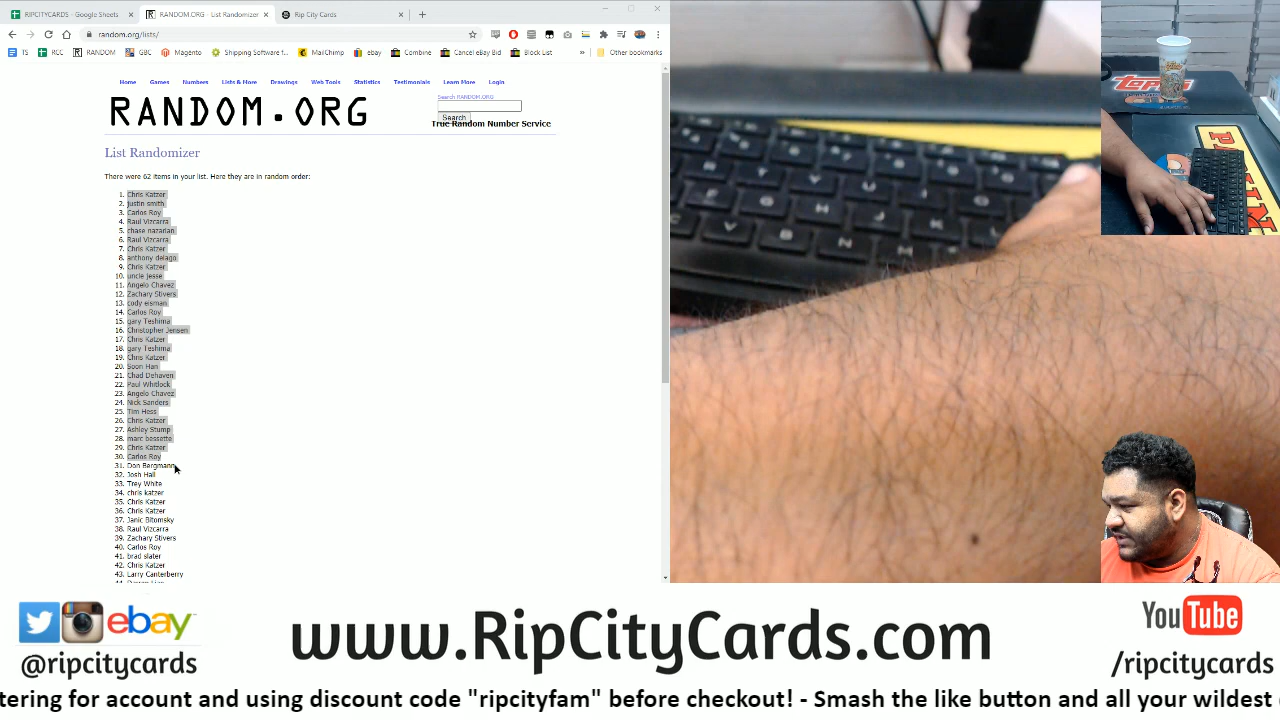 RIPCITYCARDS - Google Sheets
RANDOM.ORG - List Randomizer
Rip City Cards
random.org/lists/
TS
RCC
RANDOM
GBC
Magento
Shipping Software f...
MailChimp
ebay
Combine
Cancel eBay Bid
Block List
Other bookmarks
Home Games Numbers Lists & More Drawings Web Tools Statistics Testimonials Learn More Login
RANDOM.ORG
Search RANDOM.ORG
Search
True Random Number Service
List Randomizer
There were 62 items in your list. Here they are in random order:
1. Chris Katzer
2. justin smith
3. Carlos Roy
4. Raul Vizcarra
5. chase nazarian
6. Raul Vizcarra
7. Chris Katzer
8. anthony delago
9. Chris Katzer
10. uncle jesse
11. Angelo Chavez
12. Zachary Stivers
13. cody eisman
14. Carlos Roy
15. gary Teshima
16. Christopher Jensen
17. Chris Katzer
18. gary Teshima
19. Chris Katzer
20. Soon Han
21. Chad Dehaven
22. Paul Whitlock
23. Angelo Chavez
24. Nick Sanders
25. Tim Hess
26. Chris Katzer
27. Ashley Stump
28. marc bessette
29. Chris Katzer
30. Carlos Roy
31. Don Bergmann
32. Josh Hall
33. Trey White
34. chris katzer
35. Chris Katzer
36. Chris Katzer
37. Janic Bitomsky
38. Raul Vizcarra
39. Zachary Stivers
40. Carlos Roy
41. brad slater
42. Chris Katzer
43. Larry Canterberry
topps
ebay
@ripcitycards
www.RipCityCards.com
YouTube
/ripcitycards
tering for account and using discount code "ripcityfam" before checkout! - Smash the like button and all your wildest